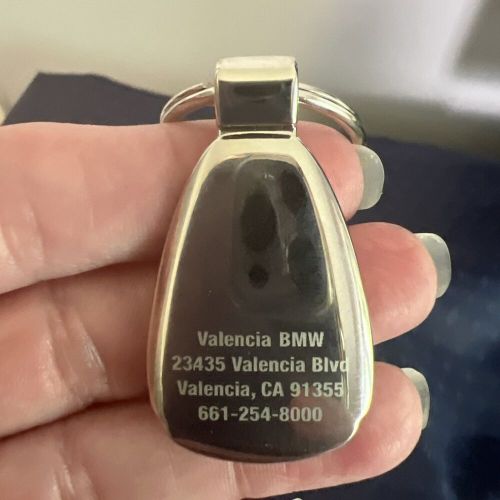 Valencia BMW
23435 Valencia Blvd
Valencia, CA 91355
661-254-8000